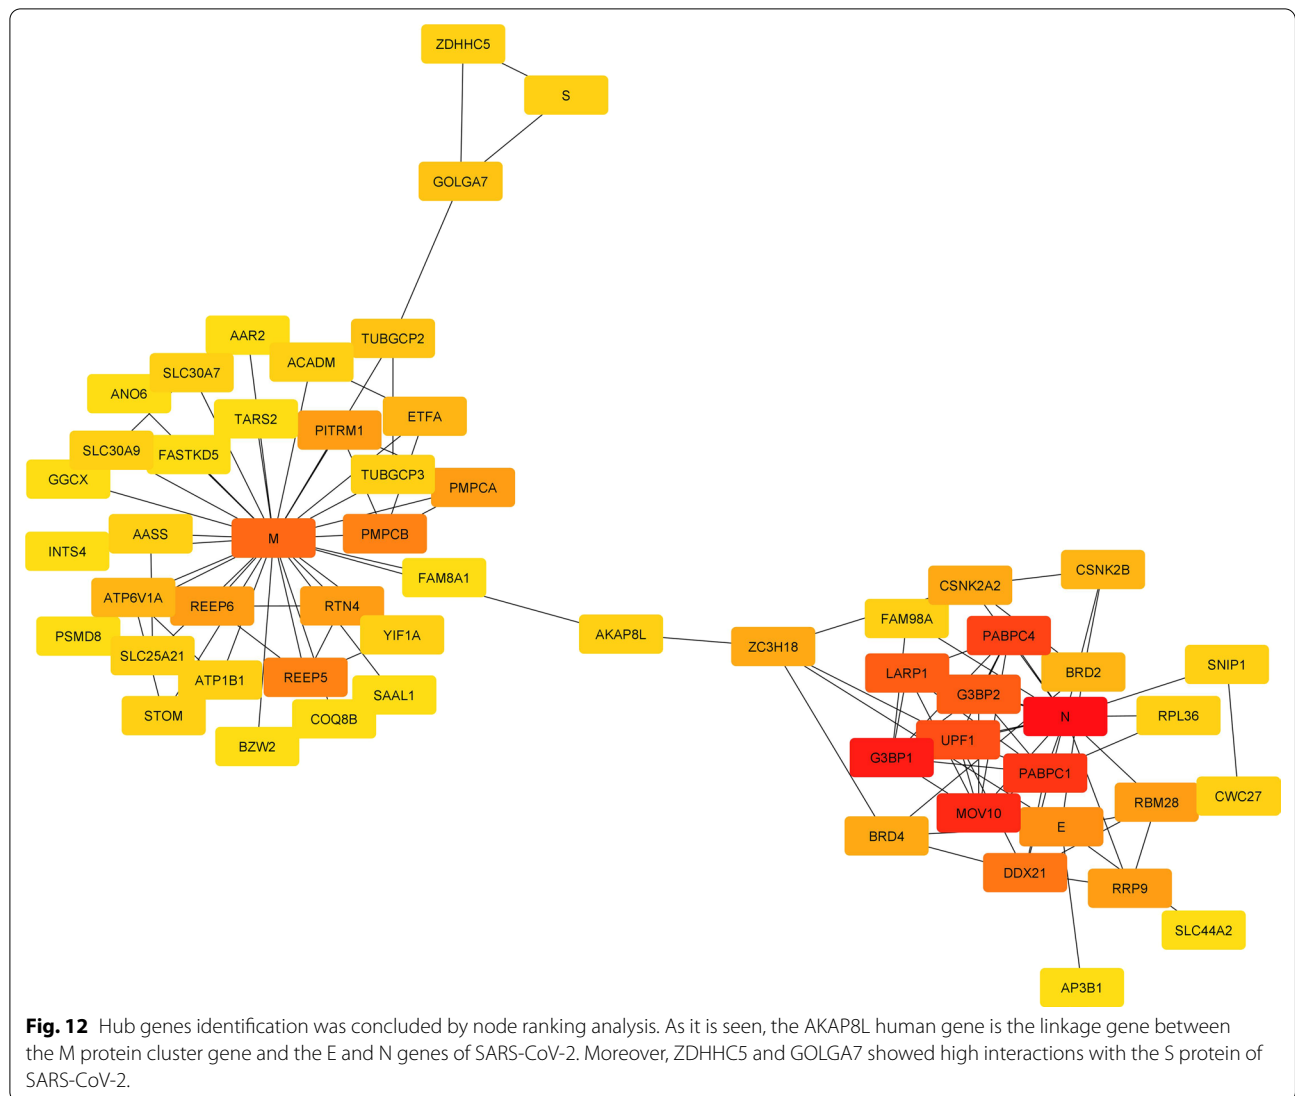 ZDHHC5
S
GOLGA7
AAR2
TUBGCP2
ACADM
SLC30A7
ANO6
TARS2
ETFA
PITRM1
SLC30A9
FASTKD5
GGCX
TUBGCP3
PMPCA
AASS
M
PMPCB
INTS4
FAM8A1
ATP6V1A
REEP6
RTN4
PSMD8
YIF1A
AKAP8L
SLC25A21
ATP1B1
REEP5
SAAL1
STOM
COQ8B
BZW2
CSNK2B
CSNK2A2
FAM98A
PABPC4
ZC3H18
SNIP1
LARP1
BRD2
G3BP2
N
RPL36
UPF1
G3BP1
PABPC1
RBM28
CWC27
MOV10
E
BRD4
DDX21
RRP9
SLC44A2
AP3B1
Fig. 12 Hub genes identification was concluded by node ranking analysis. As it is seen, the AKAP8L human gene is the linkage gene between
the M protein cluster gene and the E and N genes of SARS-CoV-2. Moreover, ZDHHC5 and GOLGA7 showed high interactions with the S protein of
SARS-CoV-2.